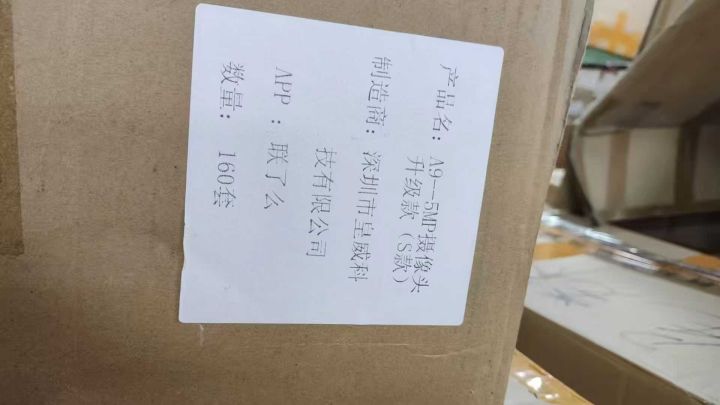 产品名：A9--5MP摄像头
升级款（S款）
制造商：深圳市皇威科
技有限公司
APP：联了么
数量：160套